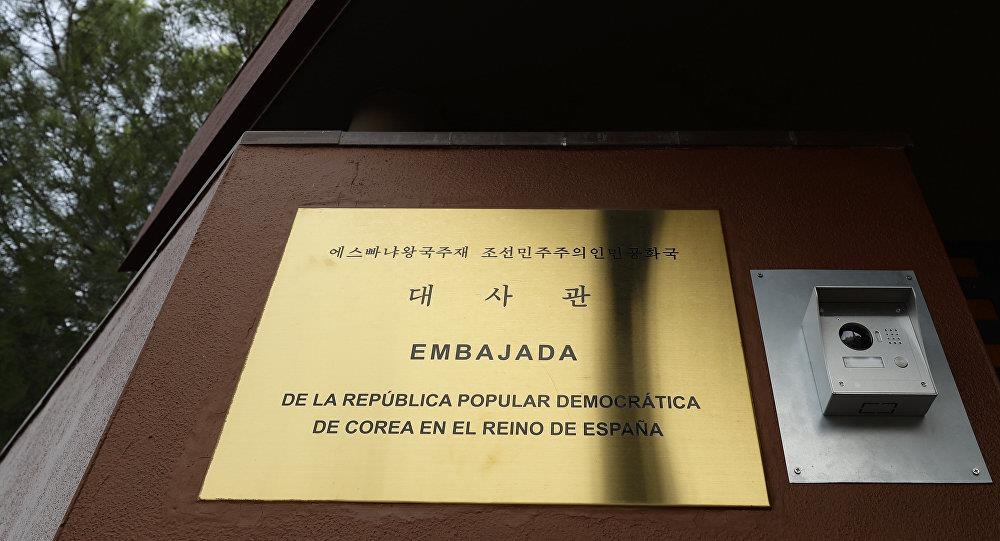 에스빠냐왕국주재 조선민주주의인민공화국
대 사 관
EMBAJADA
DE LA REPÚBLICA POPULAR DEMOCRÁTICA
DE COREA EN EL REINO DE ESPAÑA